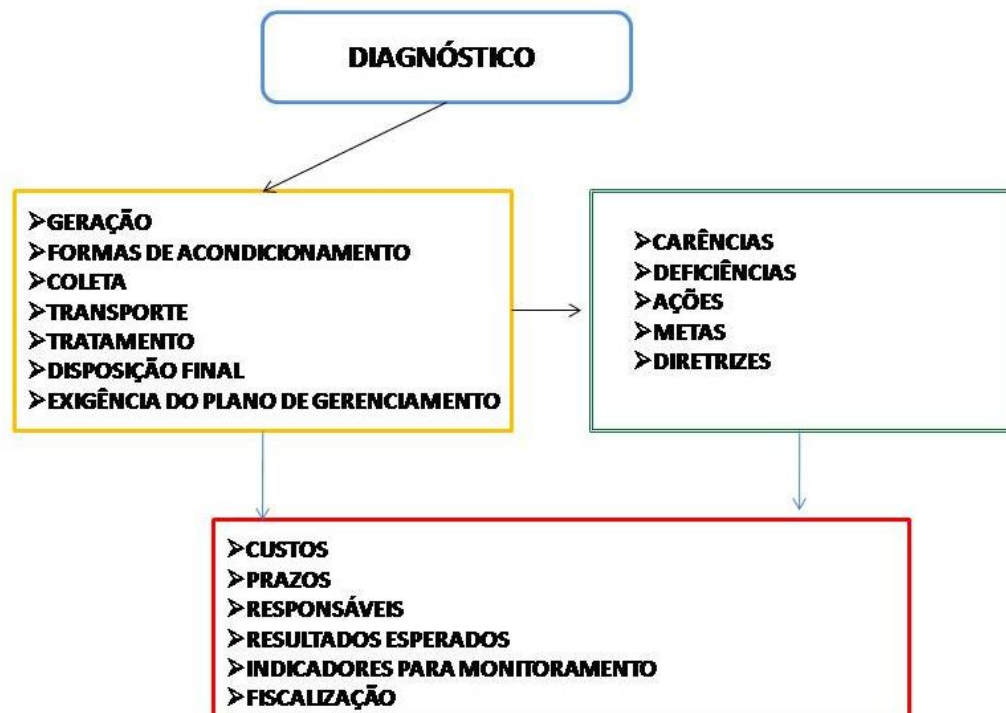 DIAGNÓSTICO
➢GERAÇÃO
➢FORMAS DE ACONDICIONAMENTO
➢COLETA
➢TRANSPORTE
➢TRATAMENTO
➢DISPOSIÇÃO FINAL
➢EXIGÊNCIA DO PLANO DE GERENCIAMENTO
➢CARÊNCIAS
➢DEFICIÊNCIAS
➢AÇÕES
➢METAS
➢DIRETRIZES
➢CUSTOS
➢PRAZOS
➢RESPONSÁVEIS
➢RESULTADOS ESPERADOS
➢INDICADORES PARA MONITORAMENTO
➢FISCALIZAÇÃO